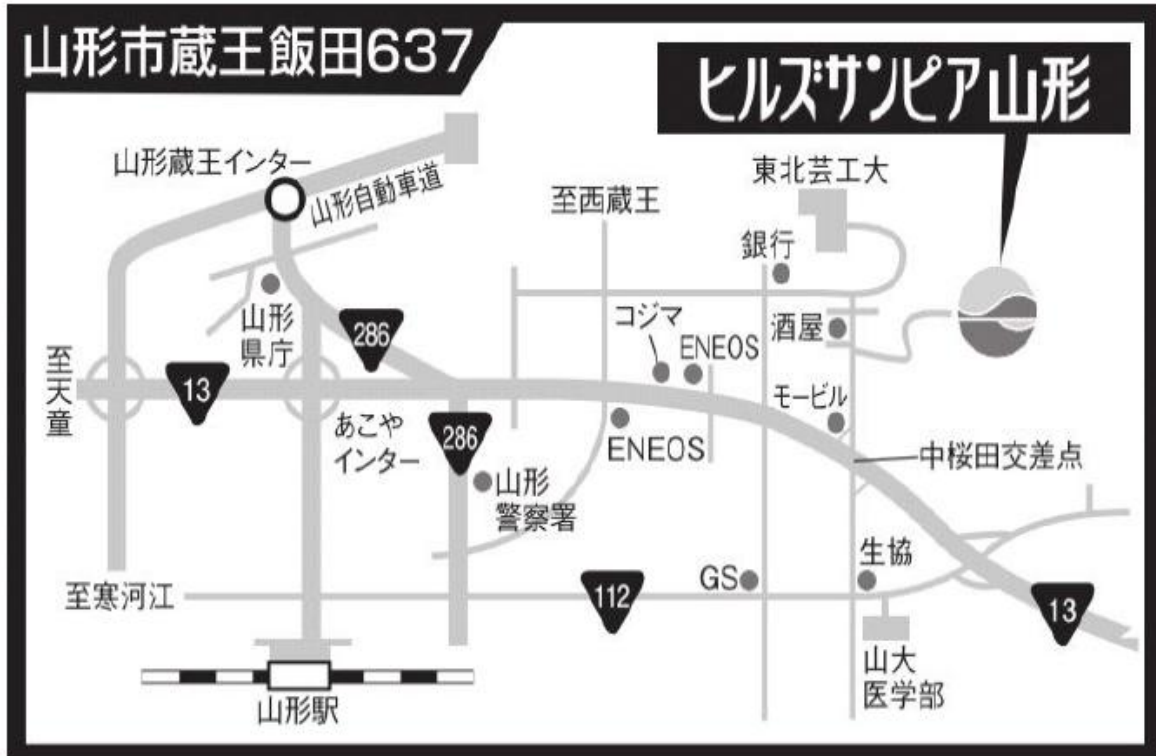 山形市蔵王飯田637
ヒルズサンピア山形
山形蔵王インター
山形自動車道
至西蔵王
東北芸工大
銀行
山形
県庁
286
コジマ
ENEOS
酒屋
至天童
13
あこや
インター
286
ENEOS
モービル
中桜田交差点
山形
警察署
至寒河江
112
GS
生協
13
山大
医学部
山形駅